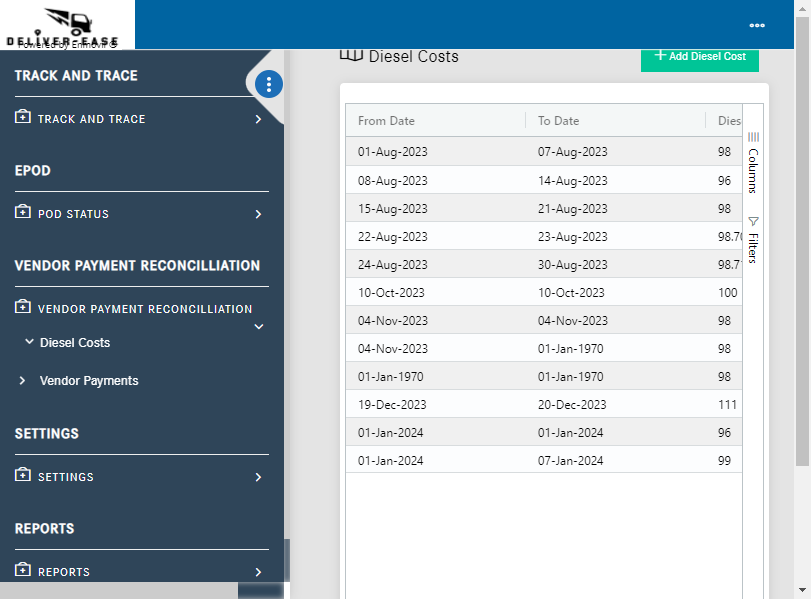 DELIVER-EASE
Powered by Enmovil ©
TRACK AND TRACE
TRACK AND TRACE
EPOD
POD STATUS
VENDOR PAYMENT RECONCILLIATION
VENDOR PAYMENT RECONCILLIATION
Diesel Costs
Vendor Payments
SETTINGS
SETTINGS
REPORTS
REPORTS
Diesel Costs
+ Add Diesel Cost
From Date To Date Dies
01-Aug-2023 07-Aug-2023 98
08-Aug-2023 14-Aug-2023 96
15-Aug-2023 21-Aug-2023 98
22-Aug-2023 23-Aug-2023 98.70
24-Aug-2023 30-Aug-2023 98.7
10-Oct-2023 10-Oct-2023 100
04-Nov-2023 04-Nov-2023 98
04-Nov-2023 01-Jan-1970 98
01-Jan-1970 01-Jan-1970 98
19-Dec-2023 20-Dec-2023 111
01-Jan-2024 01-Jan-2024 96
01-Jan-2024 07-Jan-2024 99
Columns
Filters